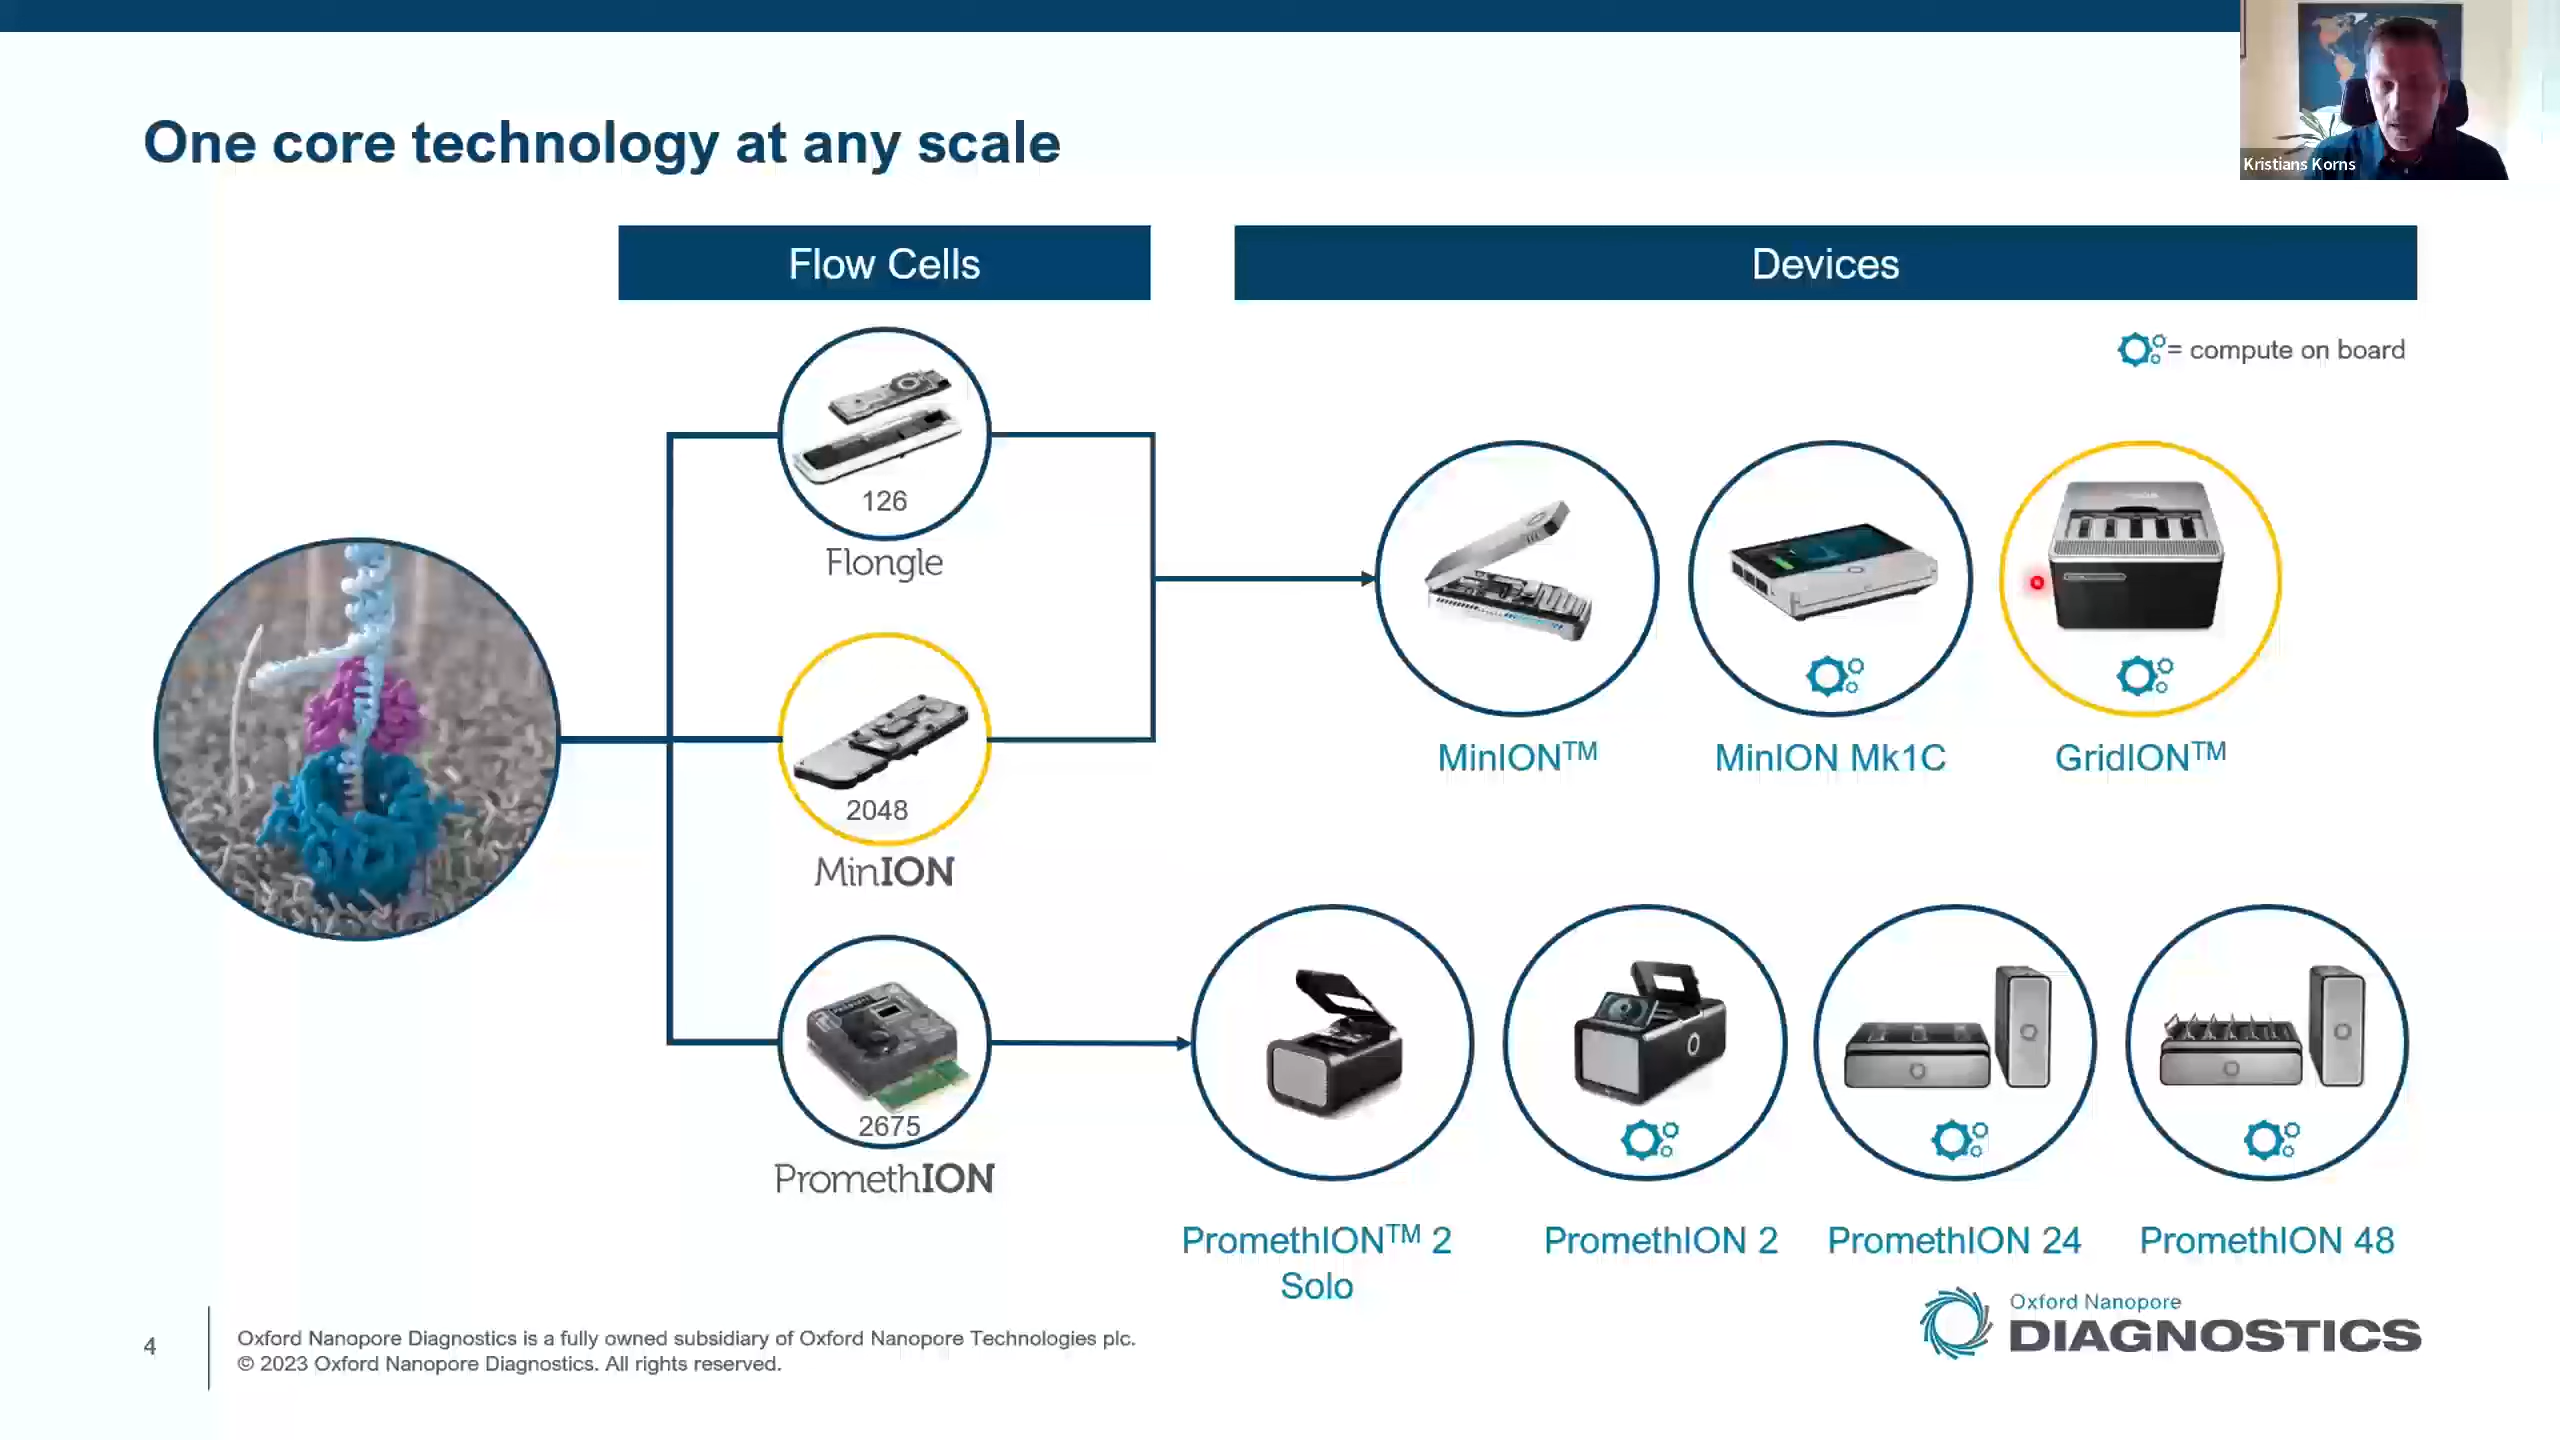 Kristians Korns
One core technology at any scale
Flow Cells
Devices
= compute on board
126
Flongle
2048
MinION
2675
PromethION
MinION™
MinION Mk1C
GridION™
PromethION™ 2
Solo
PromethION 2
PromethION 24
PromethION 48
4
Oxford Nanopore Diagnostics is a fully owned subsidiary of Oxford Nanopore Technologies plc.
© 2023 Oxford Nanopore Diagnostics. All rights reserved.
Oxford Nanopore
DIAGNOSTICS